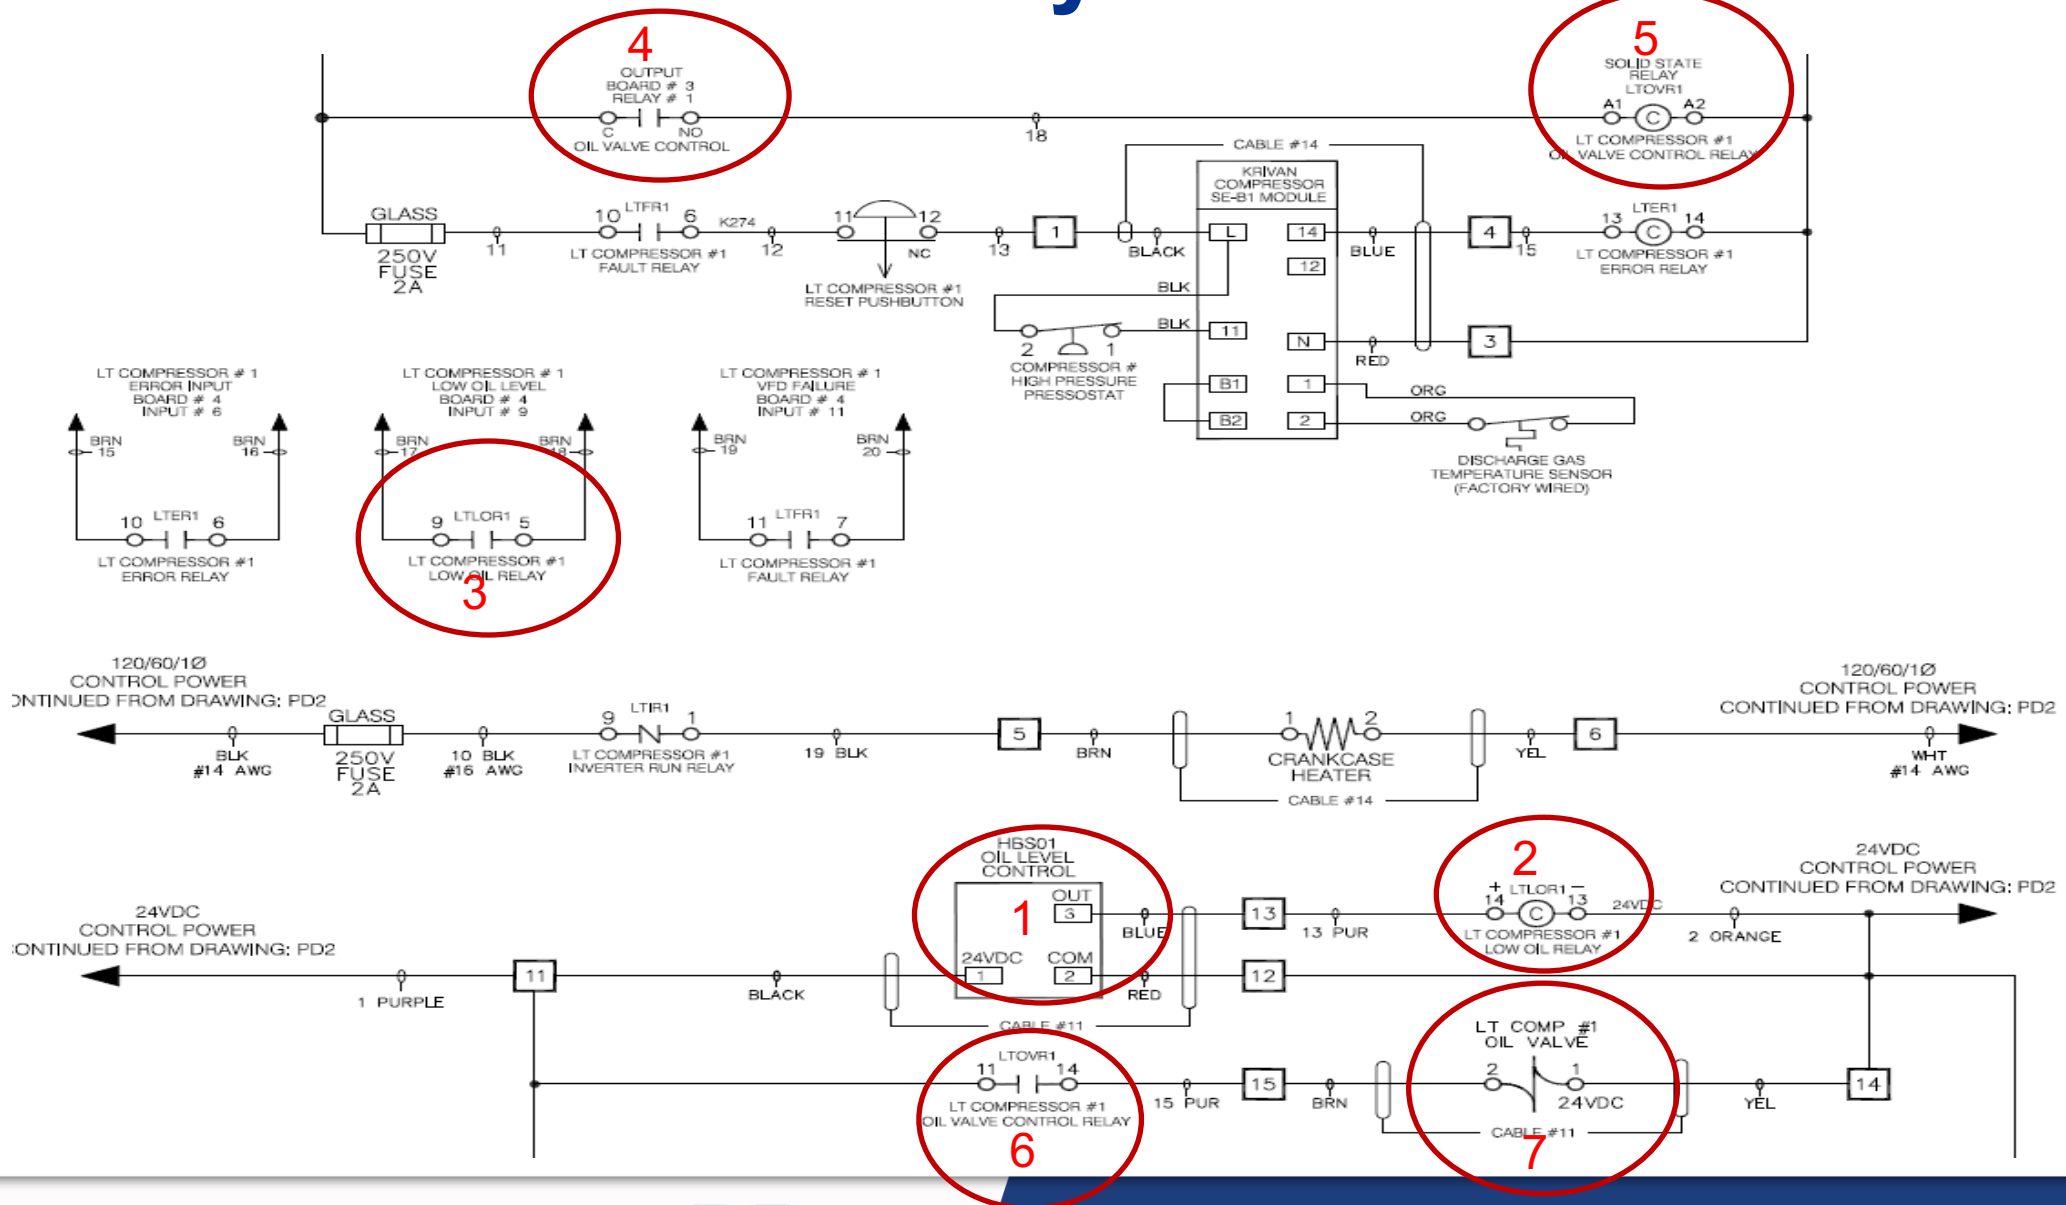 y
4
OUTPUT
BOARD # 3
RELAY # 1
C
NO
OIL VALVE CONTROL
18
5
SOLID STATE
RELAY
LTOVR1
A1
C
A2
LT COMPRESSOR #1
OIL VALVE CONTROL RELAY
CABLE #14
KRIVAN
COMPRESSOR
SE-B1 MODULE
GLASS
250V
FUSE
2A
11
10
LTFR1
6
LT COMPRESSOR #1
FAULT RELAY
K274
12
11
12
NC
LT COMPRESSOR #1
RESET PUSHBUTTON
13
1
BLACK
L
14
BLUE
4
15
13
LTER1
14
C
LT COMPRESSOR #1
ERROR RELAY
12
BLK
BLK
11
2
1
COMPRESSOR #
HIGH PRESSURE
PRESSOSTAT
N
RED
3
B1
1
ORG
B2
2
ORG
DISCHARGE GAS
TEMPERATURE SENSOR
(FACTORY WIRED)
LT COMPRESSOR # 1
ERROR INPUT
BOARD # 4
INPUT # 6
BRN
15
BRN
16
10
LTER1
6
LT COMPRESSOR #1
ERROR RELAY
LT COMPRESSOR # 1
LOW OIL LEVEL
BOARD # 4
INPUT # 9
BRN
17
BRN
18
9
LTLOR1
5
LT COMPRESSOR #1
LOW OIL RELAY
3
LT COMPRESSOR # 1
VFD FAILURE
BOARD # 4
INPUT # 11
BRN
19
BRN
20
11
LTFR1
7
LT COMPRESSOR #1
FAULT RELAY
120/60/1Ø
CONTROL POWER
ONTINUED FROM DRAWING: PD2
BLK
#14 AWG
GLASS
250V
FUSE
2A
10 BLK
#16 AWG
9
LTIR1
1
LT COMPRESSOR #1
INVERTER RUN RELAY
19 BLK
5
BRN
1
2
CRANKCASE
HEATER
CABLE #14
YEL
6
120/60/1Ø
CONTROL POWER
CONTINUED FROM DRAWING: PD2
WHT
#14 AWG
HBS01
OIL LEVEL
CONTROL
OUT
3
1
24VDC
1
COM
2
BLUE
RED
13
13 PUR
2
+
LTLOR1
−
14
C
13
24VDC
LT COMPRESSOR #1
LOW OIL RELAY
2 ORANGE
24VDC
CONTROL POWER
CONTINUED FROM DRAWING: PD2
24VDC
CONTROL POWER
ONTINUED FROM DRAWING: PD2
1 PURPLE
11
BLACK
12
CABLE #11
LTOVR1
11
14
LT COMPRESSOR #1
OIL VALVE CONTROL RELAY
6
15 PUR
15
BRN
LT COMP #1
OIL VALVE
2
1
24VDC
CABLE #11
7
YEL
14